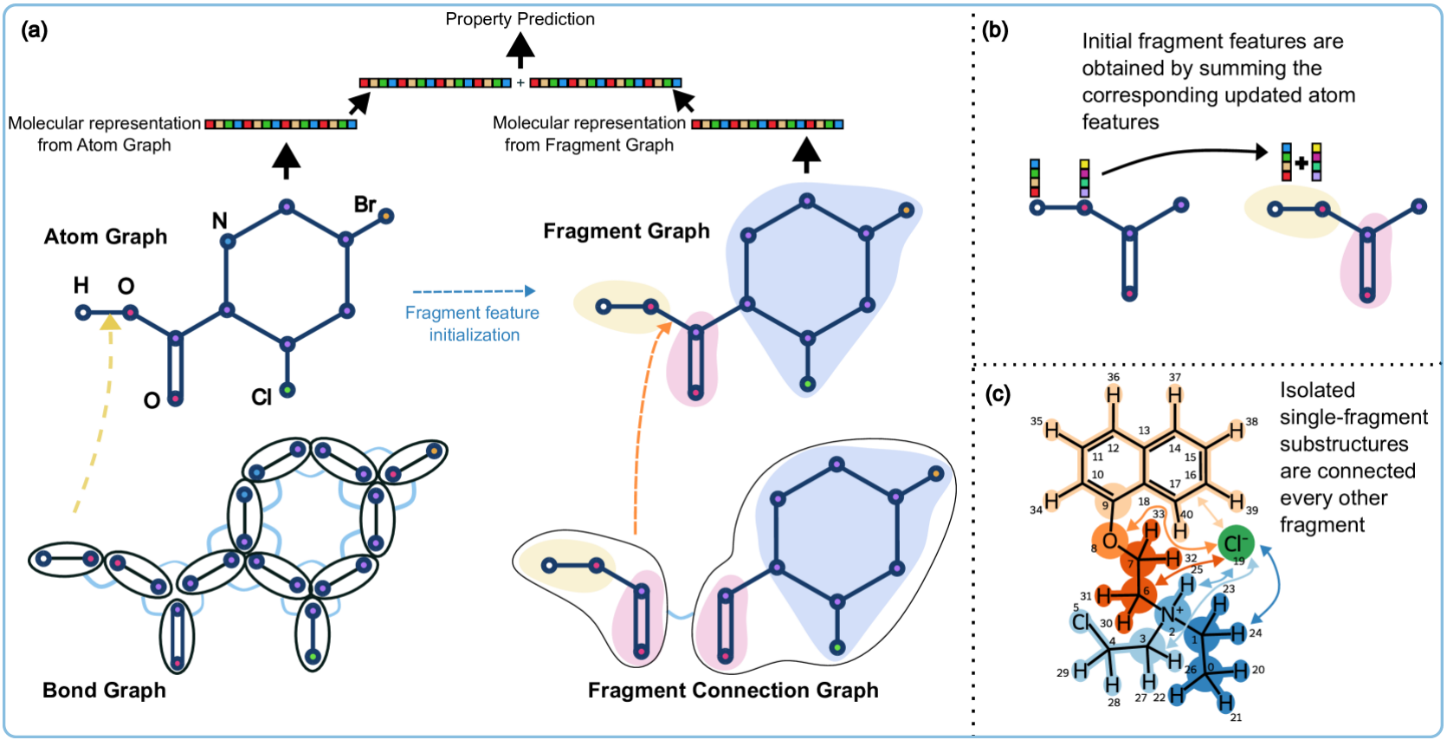 (a)
Property Prediction
+
Molecular representation
from Atom Graph
Molecular representation
from Fragment Graph
Atom Graph
N
Br
H
O
O
Cl
Fragment feature
initialization
Fragment Graph
Bond Graph
Fragment Connection Graph
(b)
Initial fragment features are
obtained by summing the
corresponding updated atom
features
+
(c)
Isolated
single-fragment
substructures
are connected
every other
fragment
36
37
H
H
35
H
13
H
38
11
12
14
15
10
16
17
34
H
9
18
H
39
33
40
H
O
8
H
Cl⁻
19
7
H
32
25
31
H
6
H
23
5
Cl
30
H
N⁺
2
H
4
3
1
H
24
29
H
H
26
0
H
20
H
28
H
27
22
H
H
21